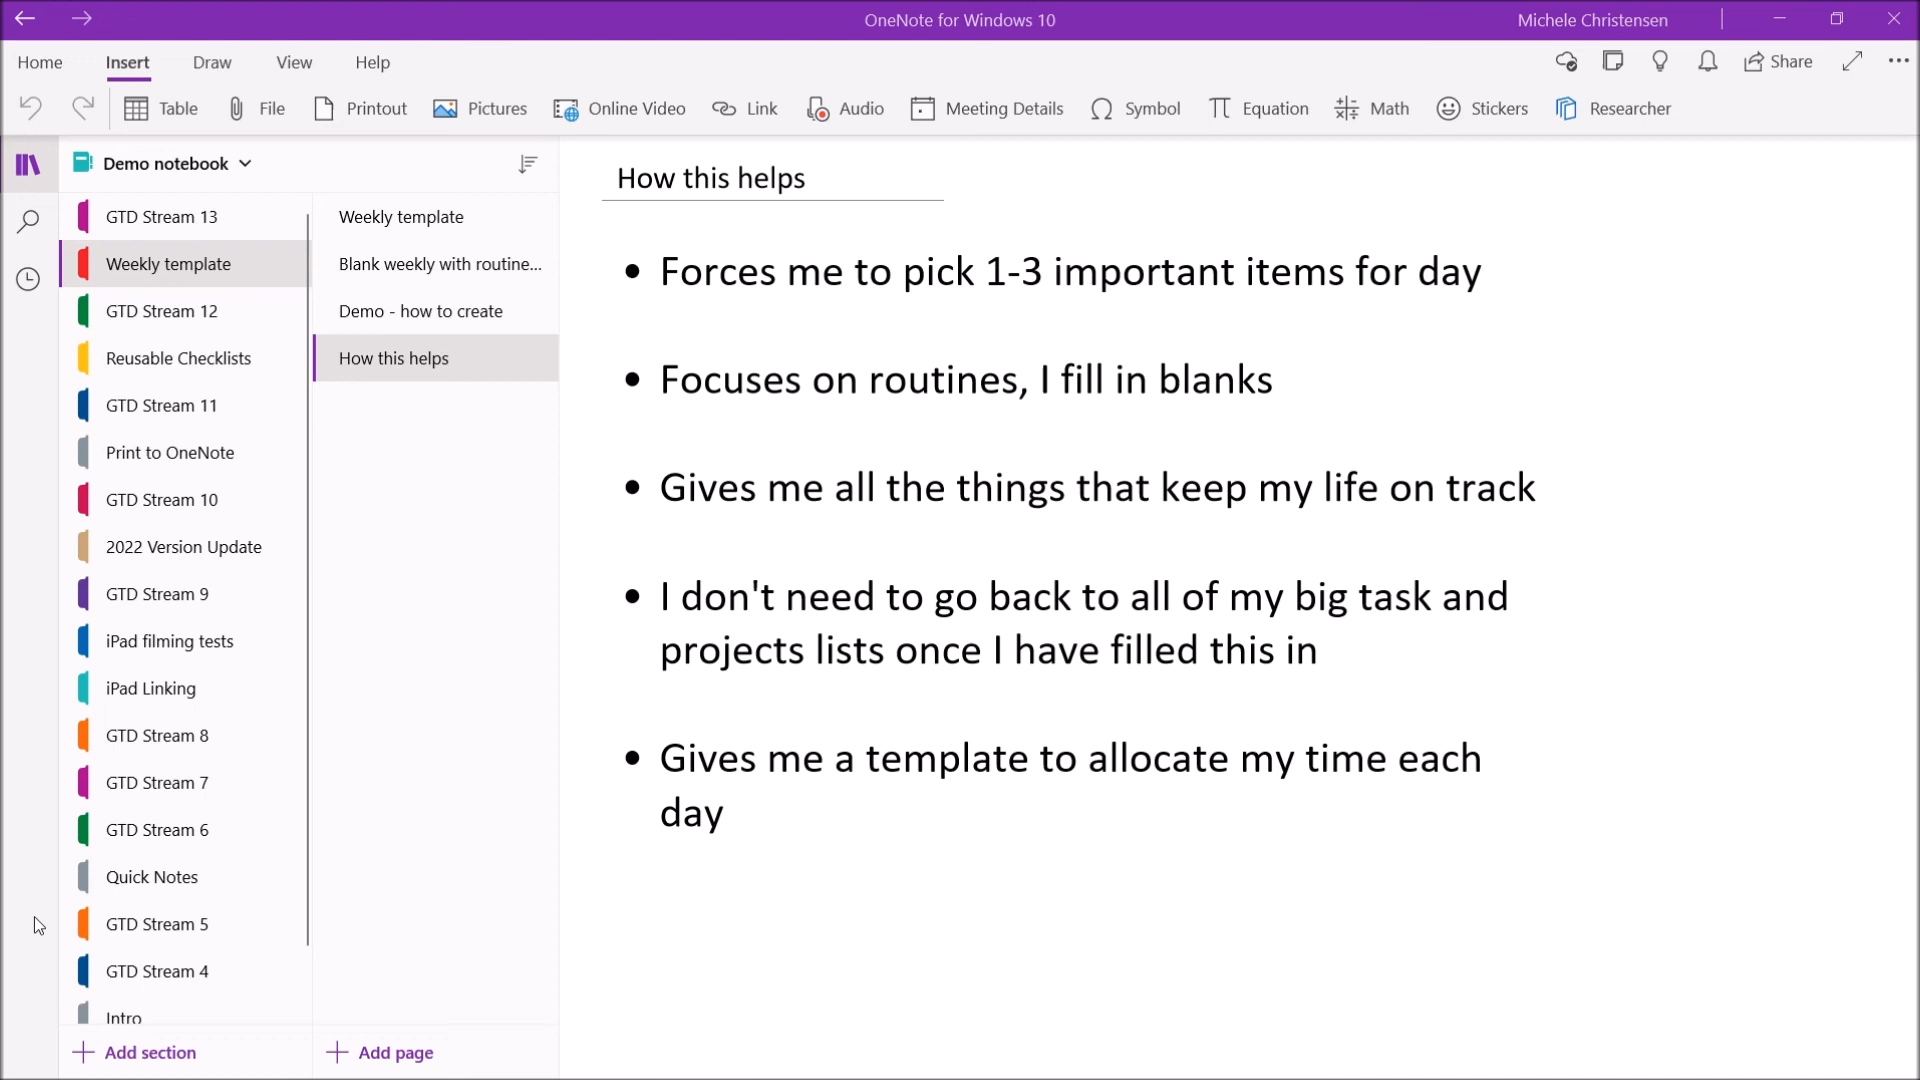 OneNote for Windows 10
Michele Christensen
Home Insert Draw View Help
Share
Table File Printout Pictures Online Video Link Audio Meeting Details Symbol Equation Math Stickers Researcher
Demo notebook
GTD Stream 13
Weekly template
GTD Stream 12
Reusable Checklists
GTD Stream 11
Print to OneNote
GTD Stream 10
2022 Version Update
GTD Stream 9
iPad filming tests
iPad Linking
GTD Stream 8
GTD Stream 7
GTD Stream 6
Quick Notes
GTD Stream 5
GTD Stream 4
Intro
Add section
Weekly template
Blank weekly with routine...
Demo - how to create
How this helps
Add page
How this helps
• Forces me to pick 1-3 important items for day
• Focuses on routines, I fill in blanks
• Gives me all the things that keep my life on track
• I don't need to go back to all of my big task and
projects lists once I have filled this in
• Gives me a template to allocate my time each
day